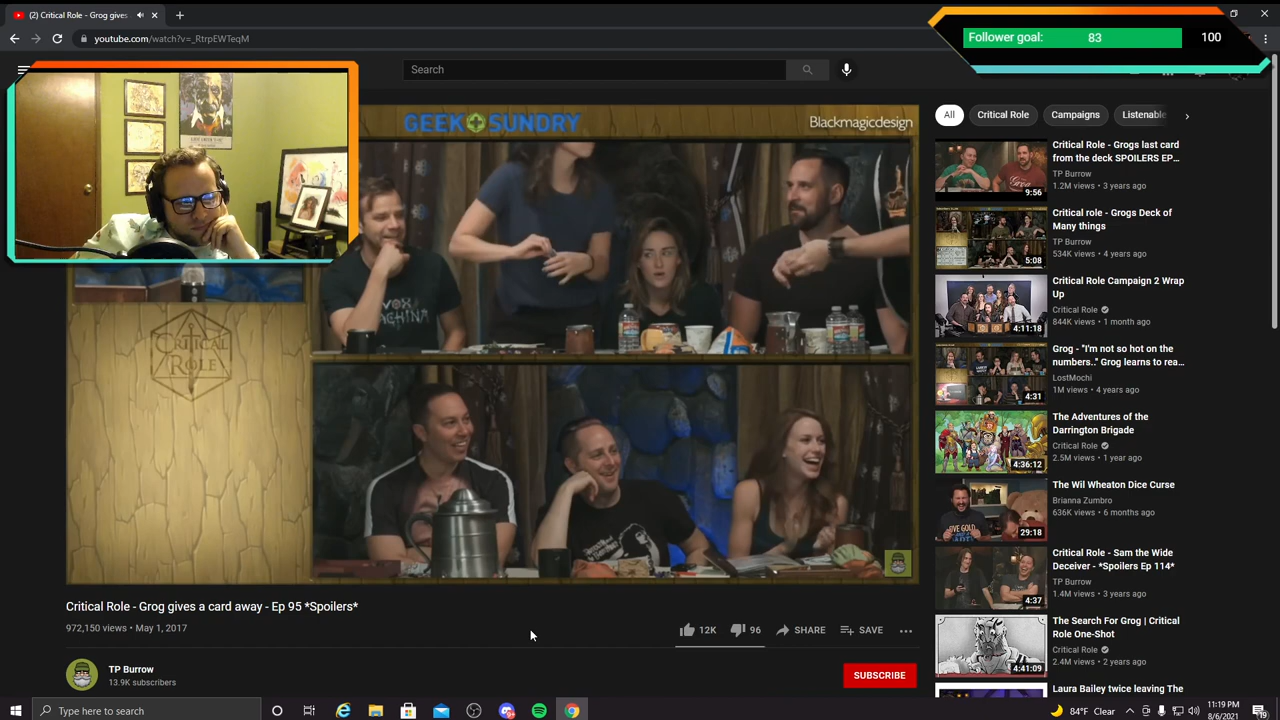 (2) Critical Role - Grog gives
youtube.com/watch?v=_RtrpEWTeqM
Follower goal:
83
100
Search
GEEK SUNDRY
Blackmagicdesign
VOX
MACHINA
CRITICAL
ROLE
Critical Role - Grog gives a card away - Ep 95 *Spoilers*
972,150 views • May 1, 2017
12K
96
SHARE
SAVE
TP Burrow
13.9K subscribers
SUBSCRIBE
All
Critical Role
Campaigns
Listenable
Critical Role - Grogs last card
from the deck SPOILERS EP...
TP Burrow
1.2M views • 3 years ago
9:56
Critical role - Grogs Deck of
Many things
TP Burrow
534K views • 4 years ago
5:08
Critical Role Campaign 2 Wrap
Up
Critical Role
844K views • 1 month ago
4:11:18
Grog - "I'm not so hot on the
numbers.." Grog learns to rea...
LostMochi
1M views • 4 years ago
4:31
The Adventures of the
Darrington Brigade
Critical Role
2.5M views • 1 year ago
4:36:12
The Wil Wheaton Dice Curse
Brianna Zumbro
636K views • 6 months ago
29:18
Critical Role - Sam the Wide
Deceiver - *Spoilers Ep 114*
TP Burrow
1.4M views • 3 years ago
4:37
The Search For Grog | Critical
Role One-Shot
Critical Role
2.4M views • 2 years ago
4:41:09
Laura Bailey twice leaving The
Type here to search
84°F Clear
11:19 PM
8/6/2021